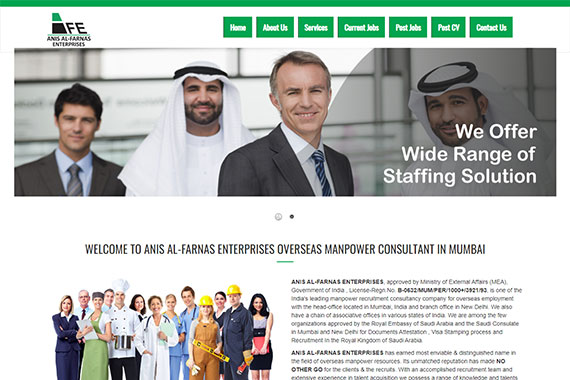 AFE
ANIS AL-FARNAS
ENTERPRISES
Home
About Us
Services
Current Jobs
Post Jobs
Post CV
Contact Us
We Offer
Wide Range of
Staffing Solution
WELCOME TO ANIS AL-FARNAS ENTERPRISES OVERSEAS MANPOWER CONSULTANT IN MUMBAI
ANIS AL-FARNAS ENTERPRISES, approved by Ministry of External Affairs (MEA),
Government of India , License-Regn No. B-0632/MUM/PER/1000+/3921/93, is one of the
India's leading manpower recruitment consultancy company for overseas employment
with the head-office located in Mumbai, India and branch office in New Delhi. We also
have a chain of associative offices in various states of India. We are among the few
organizations approved by the Royal Embassy of Saudi Arabia and the Saudi Consulate
in Mumbai and New Delhi for Documents Attestation , Visa Stamping process and
Recruitment In the Royal Kingdom of Saudi Arabia.
ANIS AL-FARNAS ENTERPRISES has earned most enviable & distinguished name in
the field of overseas manpower resources. Its unmatched reputation has made NO
OTHER GO for the clients & the recruits. With an accomplished recruitment team and
extensive experience in talent acquisition we possess a range of knowledge and talents